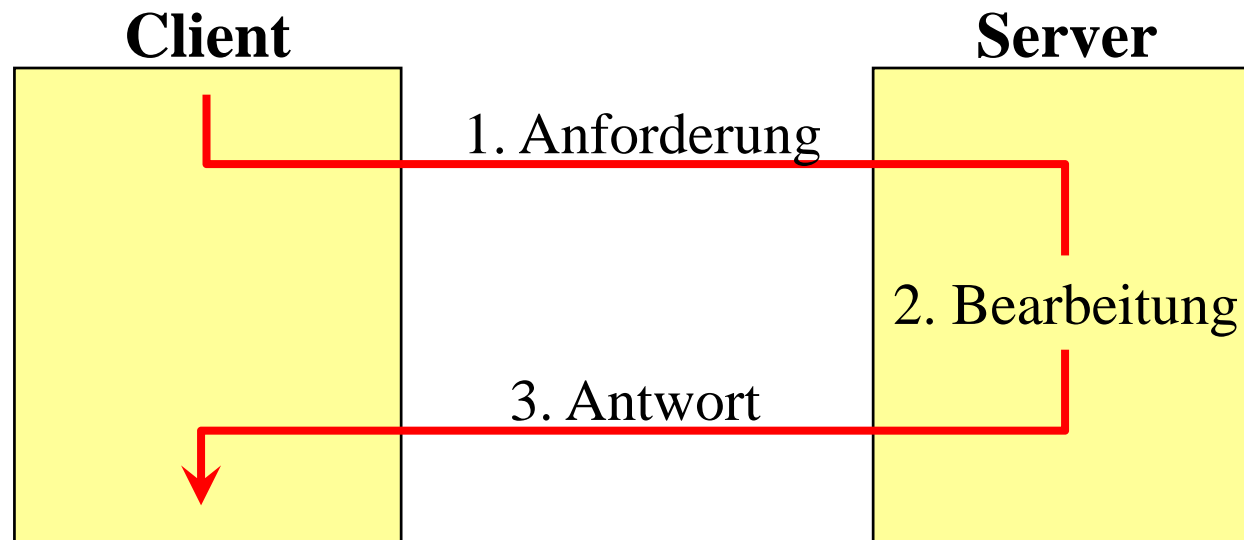 Client
Server
1. Anforderung
2. Bearbeitung
3. Antwort